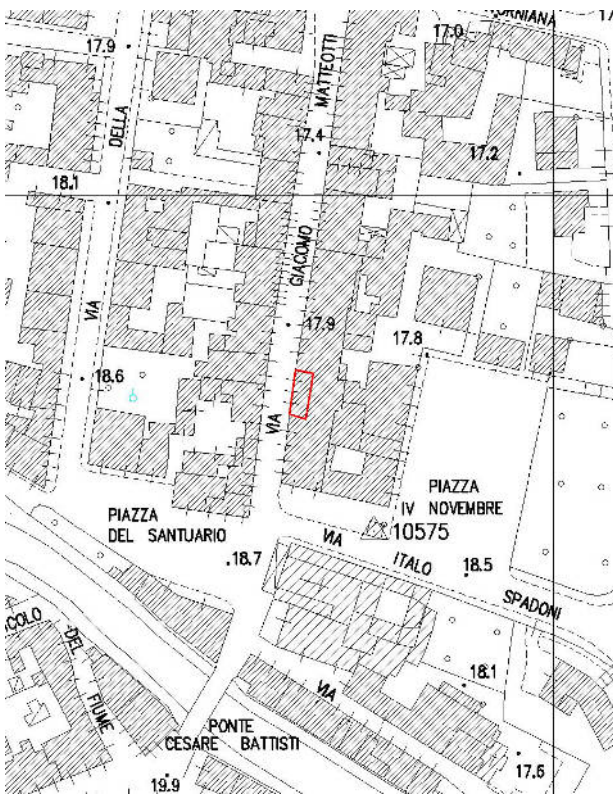 17.9
DELLA
MATTEOTTI
17.0
17.4
17.2
18.1
GIACOMO
VIA
17.9
17.8
18.6
VIA
PIAZZA
DEL SANTUARIO
PIAZZA
IV NOVEMBRE
10575
18.7
VIA
ITALO
SPADONI
18.5
DEL FIUME
VIA
18.1
PONTE
CESARE BATTISTI
17.6
19.9